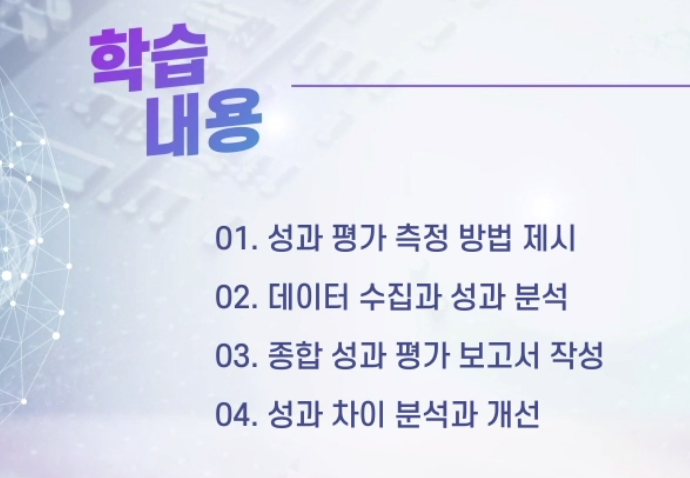 학습
내용
01. 성과 평가 측정 방법 제시
02. 데이터 수집과 성과 분석
03. 종합 성과 평가 보고서 작성
04. 성과 차이 분석과 개선